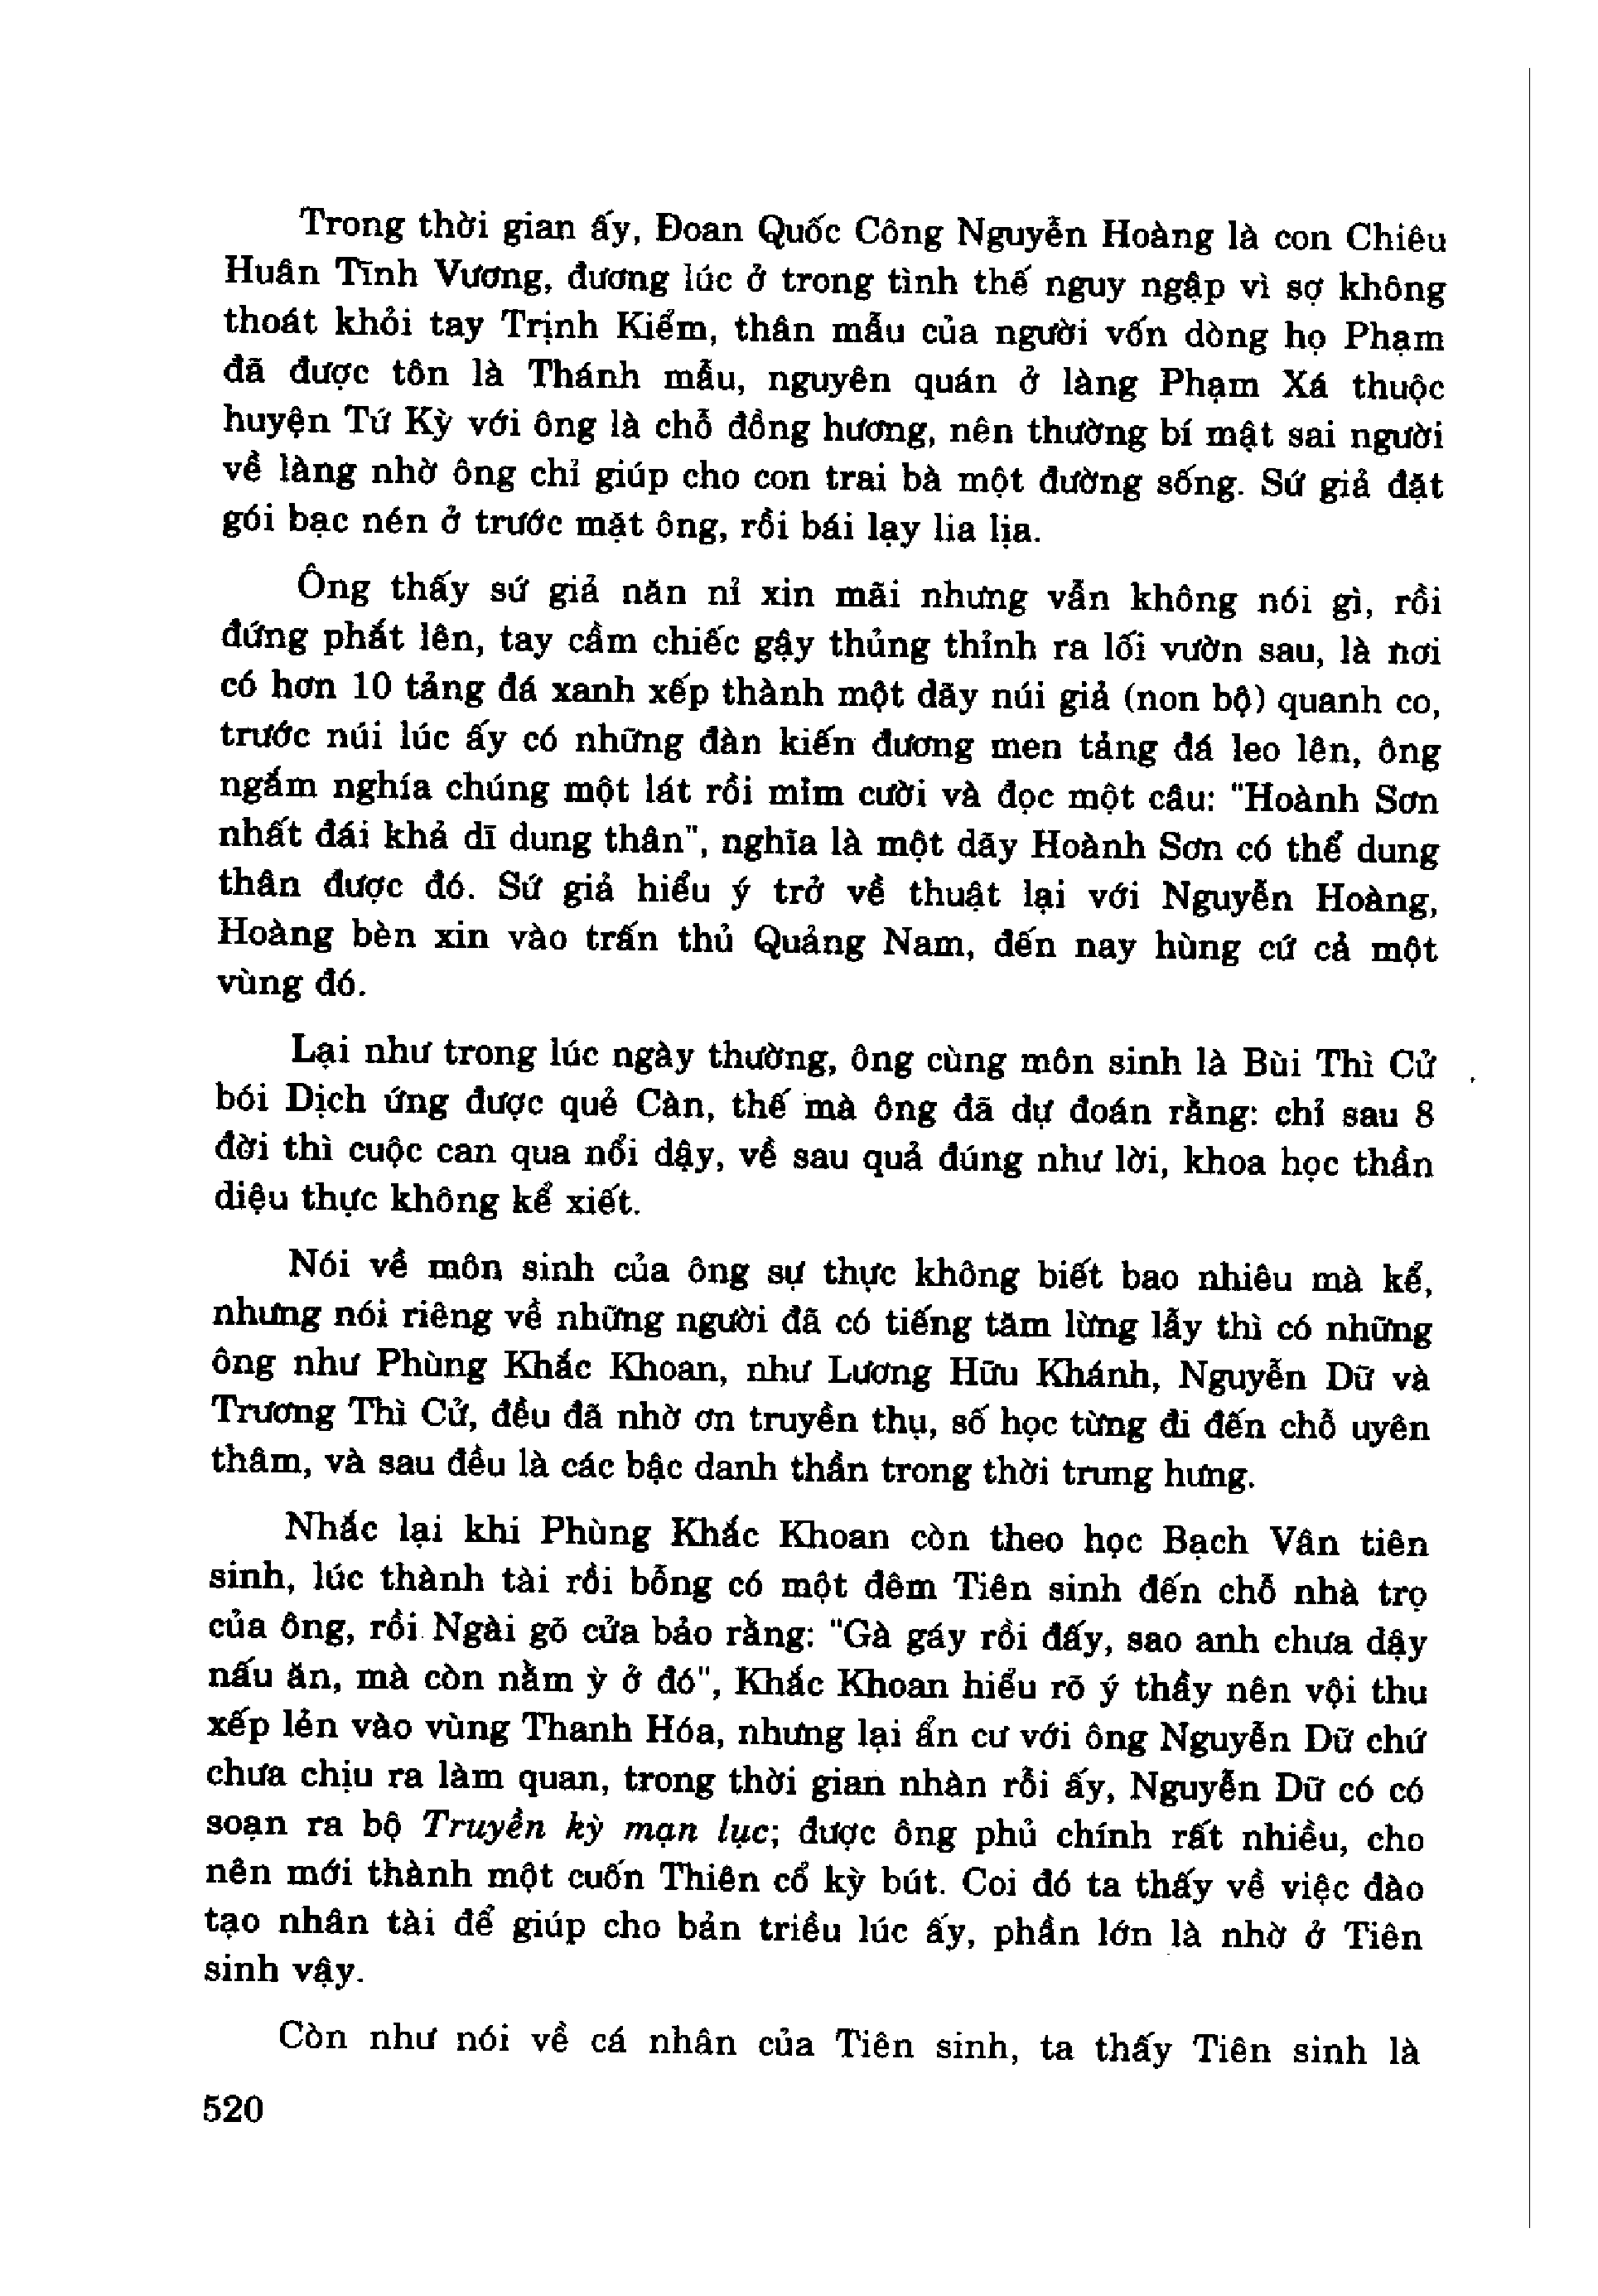 Trong thời gian ấy, Đoan Quốc Công Nguyễn Hoàng là con Chiêu
Huân Tĩnh Vương, đương lúc ở trong tình thế nguy ngập vì sợ không
thoát khỏi tay Trịnh Kiểm, thân mẫu của người vốn dòng họ Phạm
đã được tôn là Thánh mẫu, nguyên quán ở làng Phạm Xá thuộc
huyện Tứ Kỳ với ông là chỗ đồng hương, nên thường bí mật sai người
về làng nhờ ông chỉ giúp cho con trai bà một đường sống. Sứ giả đặt
gói bạc nén ở trước mặt ông, rồi bái lạy lia lịa.
Ông thấy sứ giả năn nỉ xin mãi nhưng vẫn không nói gì, rồi
đứng phắt lên, tay cầm chiếc gậy thủng thỉnh ra lối vườn sau, là nơi
có hơn 10 tảng đá xanh xếp thành một dãy núi giả (non bộ) quanh co,
trước núi lúc ấy có những đàn kiến đương men tảng đá leo lên, ông
ngắm nghía chúng một lát rồi mỉm cười và đọc một câu: "Hoành Sơn
nhất đái khả dĩ dung thân", nghĩa là một dãy Hoành Sơn có thể dung
thân được đó. Sứ giả hiểu ý trở về thuật lại với Nguyễn Hoàng,
Hoàng bèn xin vào trấn thủ Quảng Nam, đến nay hùng cứ cả một
vùng đó.
Lại như trong lúc ngày thường, ông cùng môn sinh là Bùi Thì Cử
bói Dịch ứng được quẻ Càn, thế mà ông đã dự đoán rằng: chỉ sau 8
đời thì cuộc can qua nổi dậy, về sau quả đúng như lời, khoa học thần
diệu thực không kể xiết.
Nói về môn sinh của ông sự thực không biết bao nhiêu mà kể,
nhưng nói riêng về những người đã có tiếng tăm lừng lẫy thì có những
ông như Phùng Khắc Khoan, như Lương Hữu Khánh, Nguyễn Dữ và
Trương Thì Cử, đều đã nhờ ơn truyền thụ, số học từng đi đến chỗ uyên
thâm, và sau đều là các bậc danh thần trong thời trung hưng.
Nhắc lại khi Phùng Khắc Khoan còn theo học Bạch Vân tiên
sinh, lúc thành tài rồi bỗng có một đêm Tiên sinh đến chỗ nhà trọ
của ông, rồi Ngài gõ cửa bảo rằng: "Gà gáy rồi đấy, sao anh chưa dậy
nấu ăn, mà còn nằm ỳ ở đó", Khắc Khoan hiểu rõ ý thầy nên vội thu
xếp lẻn vào vùng Thanh Hóa, nhưng lại ẩn cư với ông Nguyễn Dữ chứ
chưa chịu ra làm quan, trong thời gian nhàn rỗi ấy, Nguyễn Dữ có có
soạn ra bộ Truyền kỳ mạn lục; được ông phủ chính rất nhiều, cho
nên mới thành một cuốn Thiên cổ kỳ bút. Coi đó ta thấy về việc đào
tạo nhân tài để giúp cho bản triều lúc ấy, phần lớn là nhờ ở Tiên
sinh vậy.
Còn như nói về cá nhân của Tiên sinh, ta thấy Tiên sinh là
520